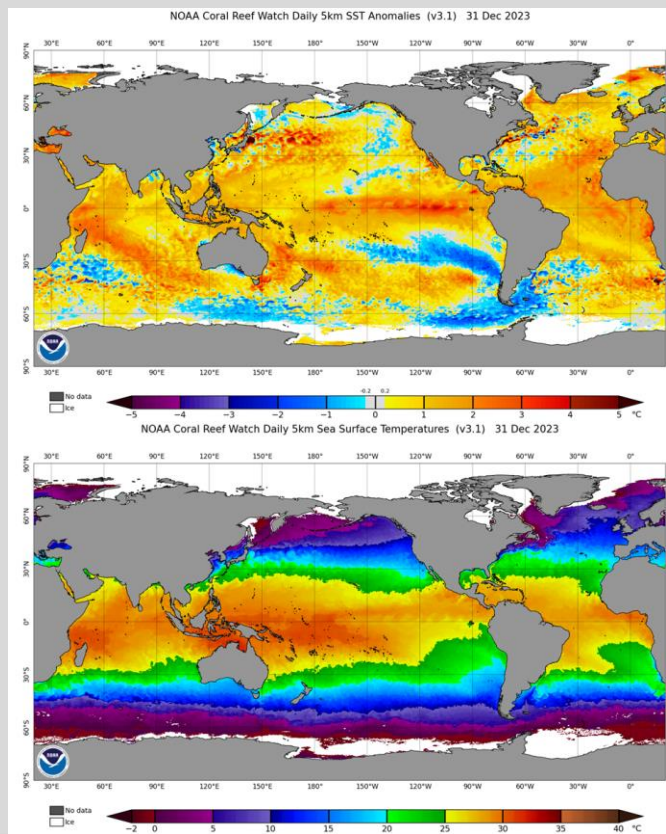 NOAA Coral Reef Watch Daily 5km SST Anomalies (v3.1) 31 Dec 2023
30°E 60°E 90°E 120°E 150°E 180° 150°W 120°W 90°W 60°W 30°W 0°
90°N
60°N
30°N
0°
30°S
60°S
90°S
NOAA
No data
Ice
-0.2 0.2
−5 −4 −3 −2 −1 0 1 2 3 4 5 °C
NOAA Coral Reef Watch Daily 5km Sea Surface Temperatures (v3.1) 31 Dec 2023
30°E 60°E 90°E 120°E 150°E 180° 150°W 120°W 90°W 60°W 30°W 0°
90°N
60°N
30°N
0°
30°S
60°S
90°S
NOAA
No data
Ice
−2 0 5 10 15 20 25 30 35 40 °C